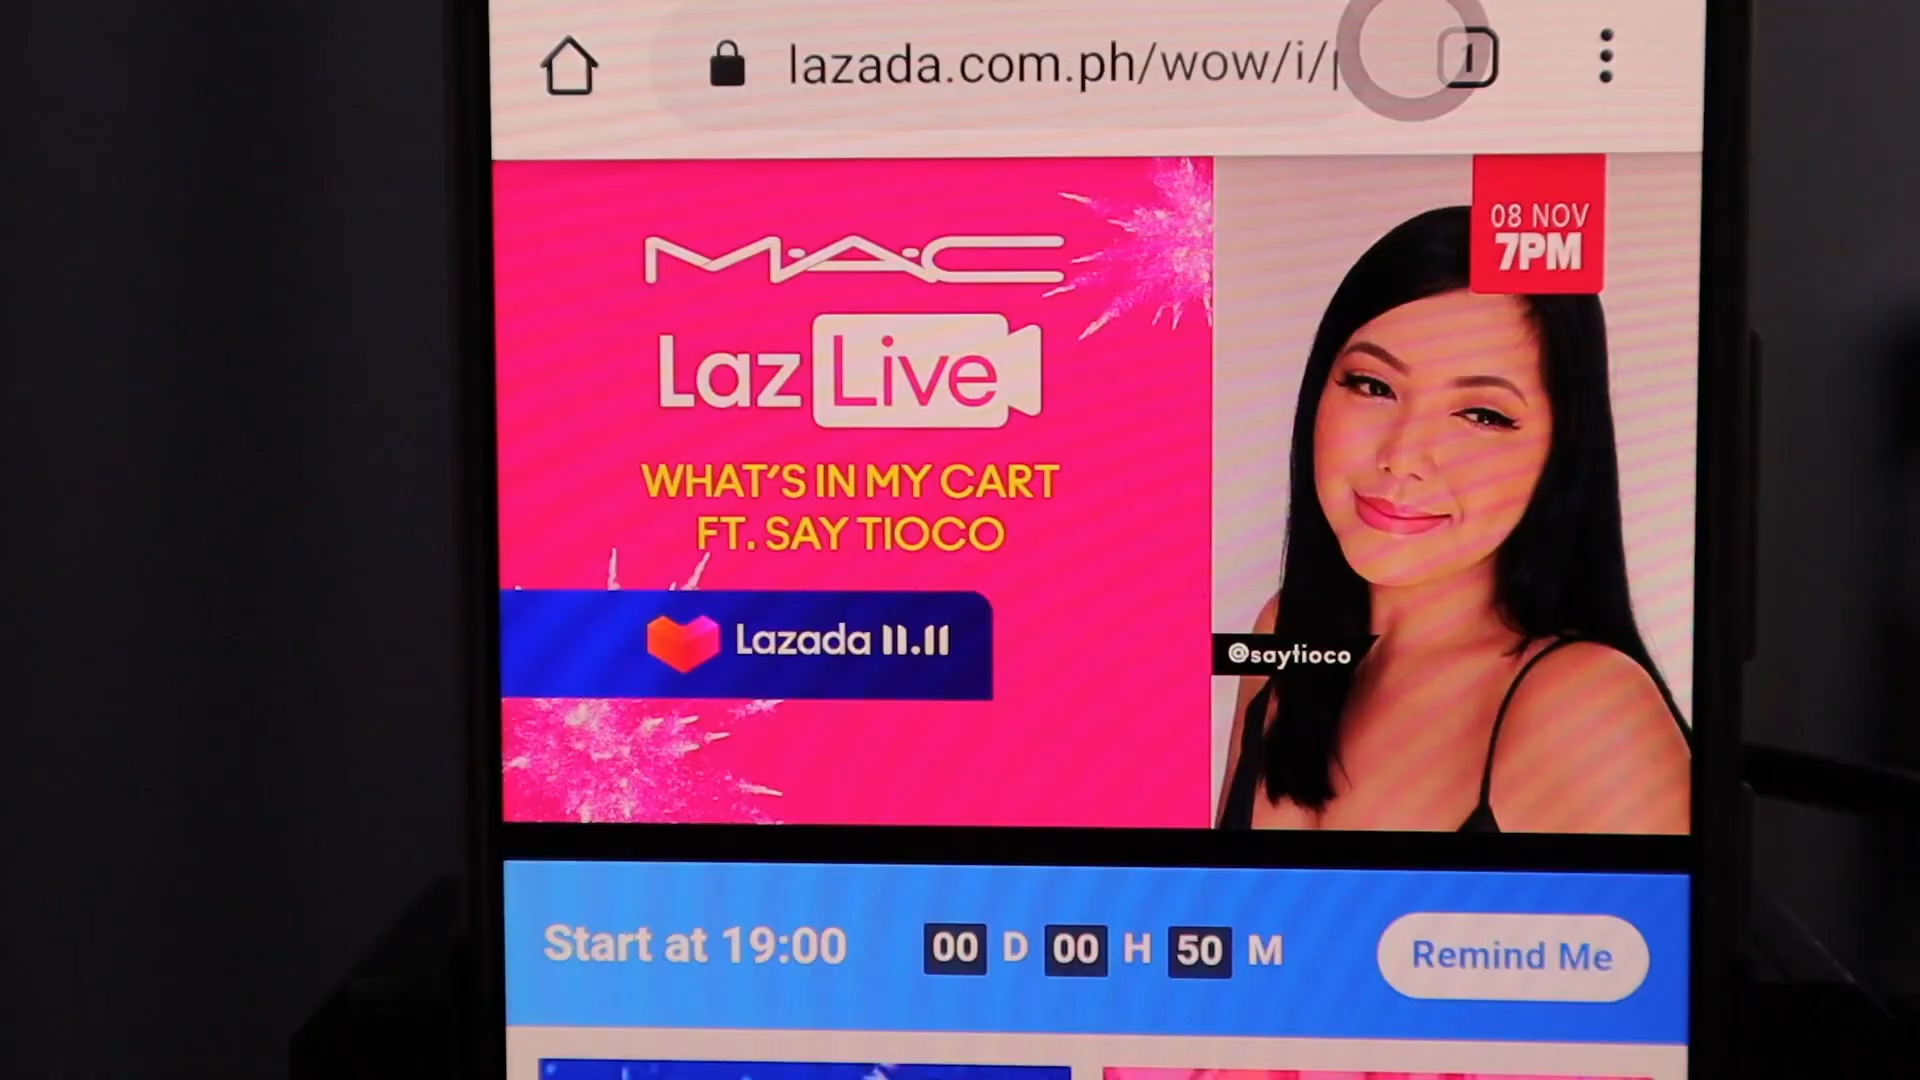 lazada.com.ph/wow/i/
1
M·A·C
08 NOV
7PM
Laz Live
WHAT'S IN MY CART
FT. SAY TIOCO
Lazada 11.11
@saytioco
Start at 19:00
00 D 00 H 50 M
Remind Me